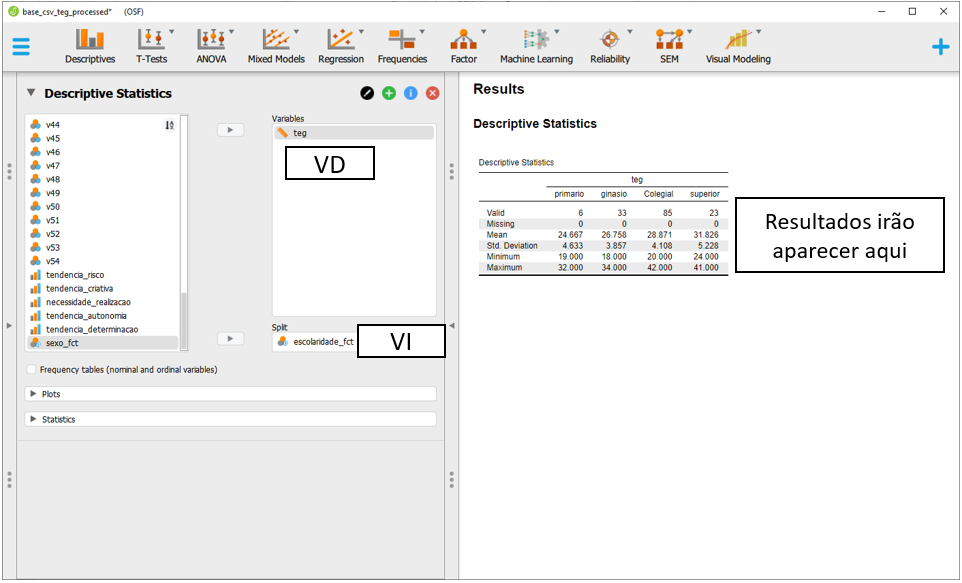 base_csv_teg_processed* (OSF)
Descriptives
T-Tests
ANOVA
Mixed Models
Regression
Frequencies
Factor
Machine Learning
Reliability
SEM
Visual Modeling
Descriptive Statistics
v44
v45
v46
v47
v48
v49
v50
v51
v52
v53
v54
tendencia_risco
tendencia_criativa
necessidade_realizacao
tendencia_autonomia
tendencia_determinacao
sexo_fct
Variables
teg
VD
Split
escolaridade_fct
VI
Frequency tables (nominal and ordinal variables)
Plots
Statistics
Results
Descriptive Statistics
Descriptive Statistics
teg
primario ginasio Colegial superior
Valid 6 33 85 23
Missing 0 0 0 0
Mean 24.667 26.758 28.871 31.826
Std. Deviation 4.633 3.857 4.108 5.228
Minimum 19.000 18.000 20.000 24.000
Maximum 32.000 34.000 42.000 41.000
Resultados irão
aparecer aqui